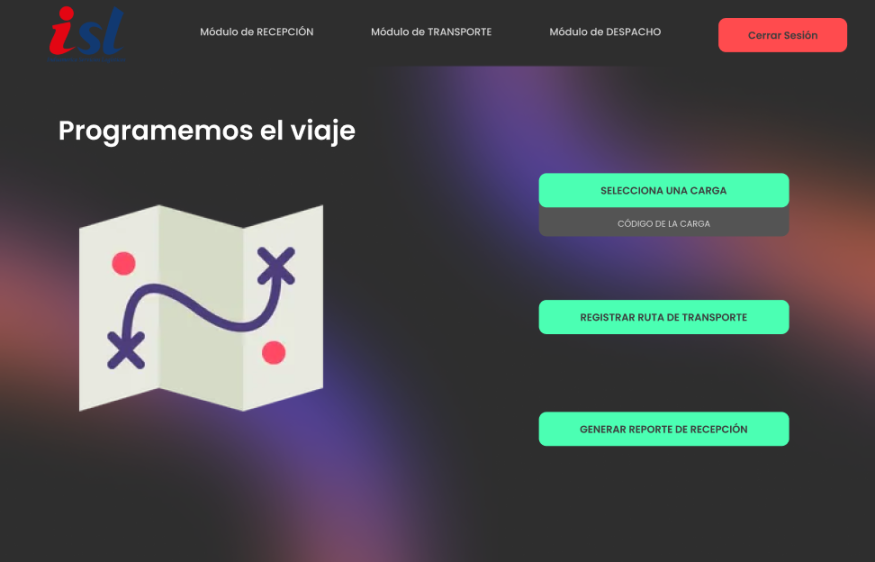 isl
Módulo de RECEPCIÓN
Módulo de TRANSPORTE
Módulo de DESPACHO
Cerrar Sesión
Programemos el viaje
SELECCIONA UNA CARGA
CÓDIGO DE LA CARGA
REGISTRAR RUTA DE TRANSPORTE
GENERAR REPORTE DE RECEPCIÓN